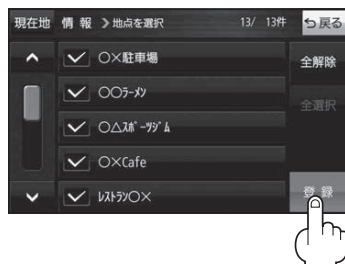 現在地 情報 ❯地点を選択 13/ 13件 戻る
○×駐車場
全解除
○○ﾗｰﾒﾝ
全選択
○△ｽﾎﾟｰﾂｼﾞﾑ
○×Cafe
ﾚｽﾄﾗﾝ○×
登録